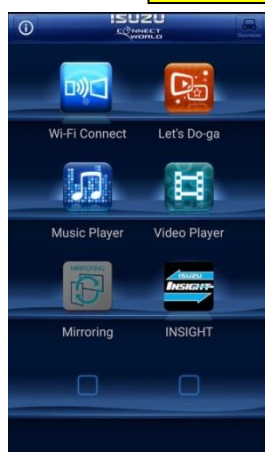 ISUZU
CONNECT
WORLD
Wi-Fi Connect
Let's Do-ga
Music Player
Video Player
MIRRORING
Mirroring
ISUZU
INSIGHT
INSIGHT